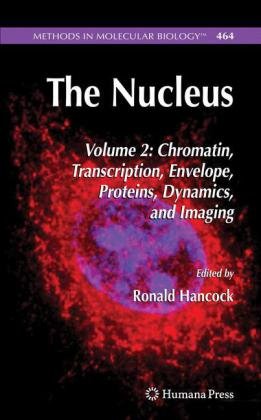 METHODS IN MOLECULAR BIOLOGY™ 464
The Nucleus
Volume 2: Chromatin,
Transcription, Envelope,
Proteins, Dynamics,
and Imaging
Edited by
Ronald Hancock
Humana Press